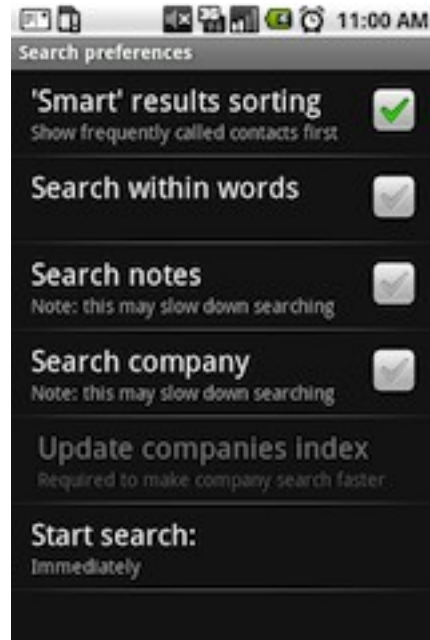 11:00 AM
Search preferences
'Smart' results sorting
Show frequently called contacts first
Search within words
Search notes
Note: this may slow down searching
Search company
Note: this may slow down searching
Update companies index
Required to make company search faster
Start search:
Immediately